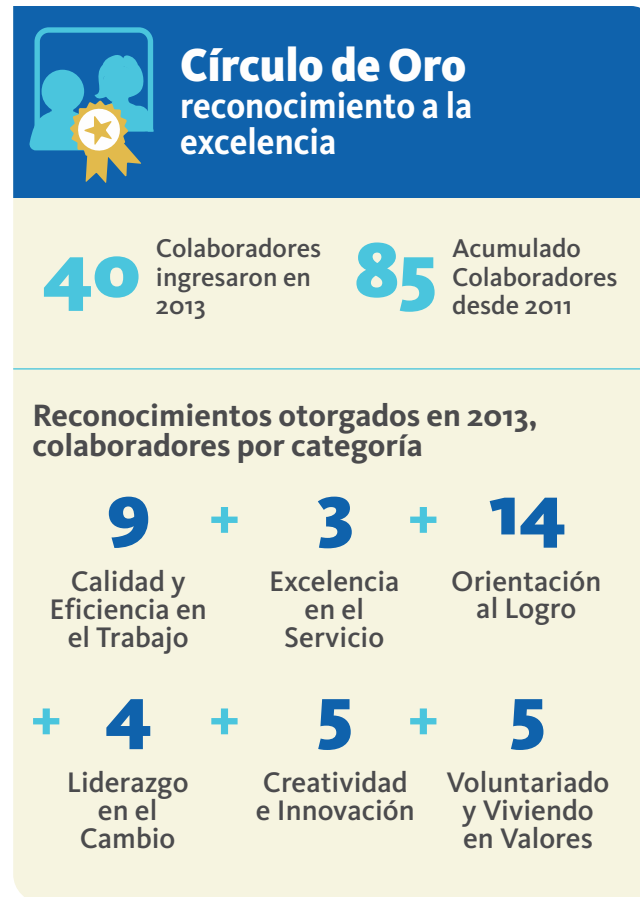 Círculo de Oro
reconocimiento a la
excelencia
40
Colaboradores
ingresaron en
2013
85
Acumulado
Colaboradores
desde 2011
Reconocimientos otorgados en 2013,
colaboradores por categoría
9 + 3 + 14
Calidad y
Eficiencia en
el Trabajo
Excelencia
en el
Servicio
Orientación
al Logro
+ 4 + 5 + 5
Liderazgo
en el
Cambio
Creatividad
e Innovación
Voluntariado
y Viviendo
en Valores